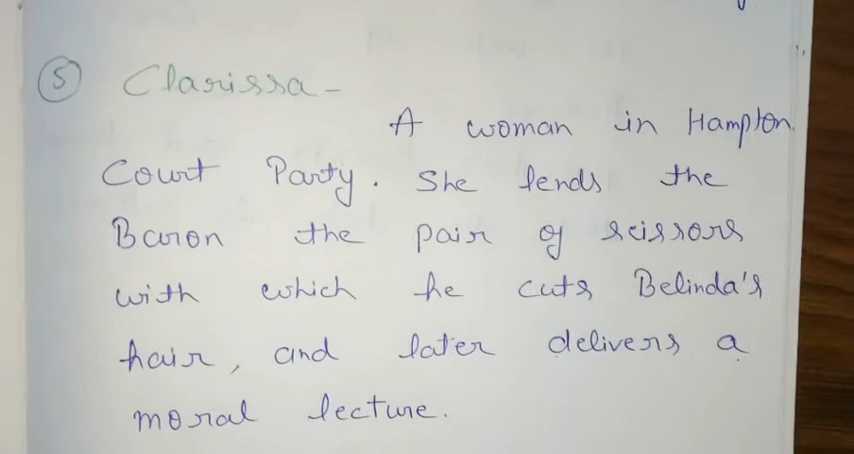 ⑤ Clarissa -
A woman in Hampton
Court Party. She lends the
Baron the pair of scissors
with which he cuts Belinda's
hair, and later delivers a
moral lecture.